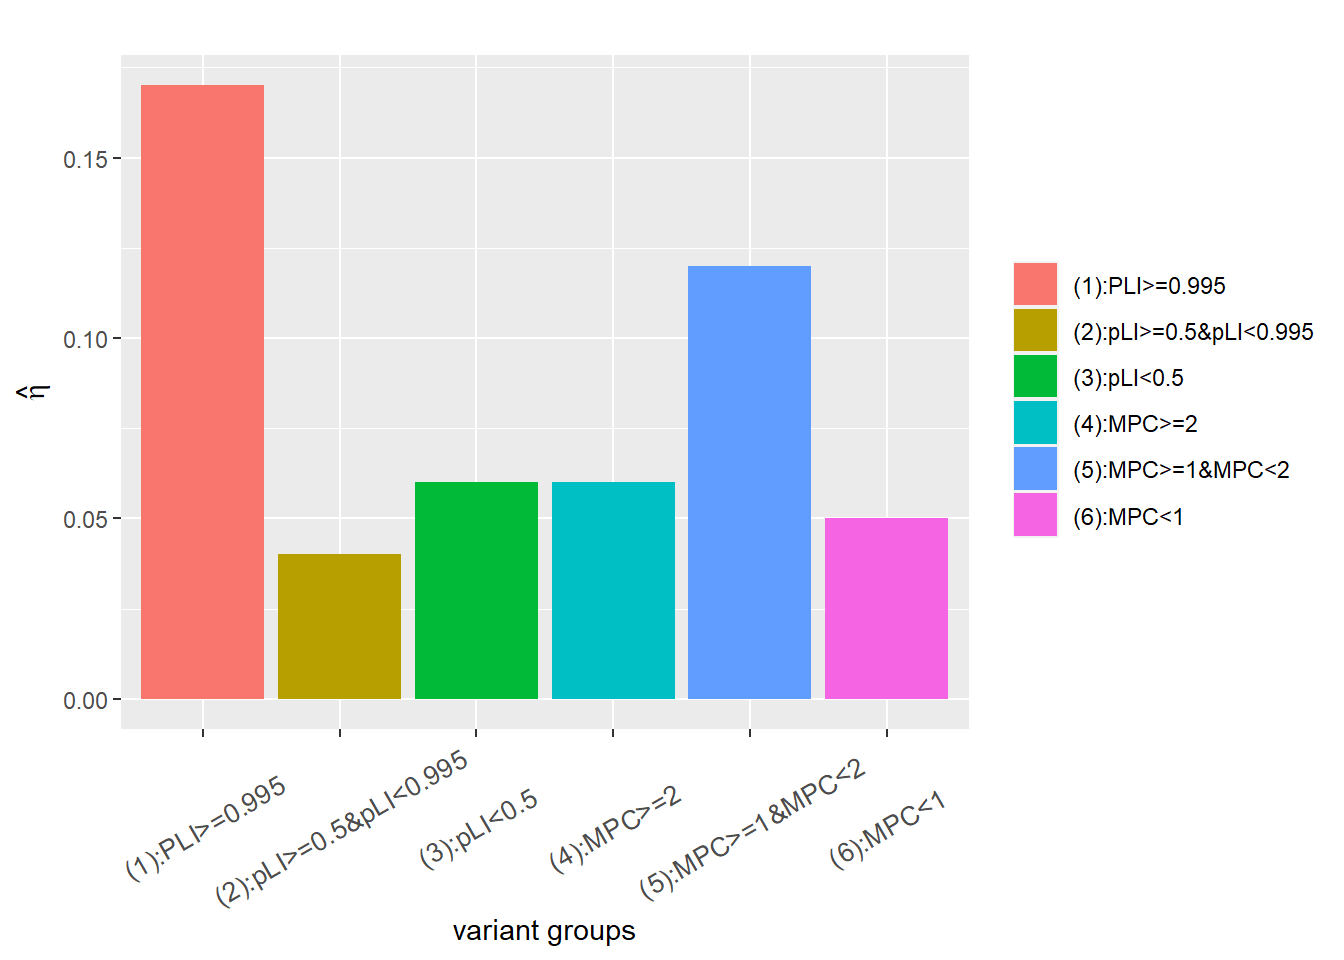 0.15
0.10
0.05
0.00
η̂
(1):PLI>=0.995
(2):pLI>=0.5&pLI<0.995
(3):pLI<0.5
(4):MPC>=2
(5):MPC>=1&MPC<2
(6):MPC<1
variant groups
(1):PLI>=0.995
(2):pLI>=0.5&pLI<0.995
(3):pLI<0.5
(4):MPC>=2
(5):MPC>=1&MPC<2
(6):MPC<1